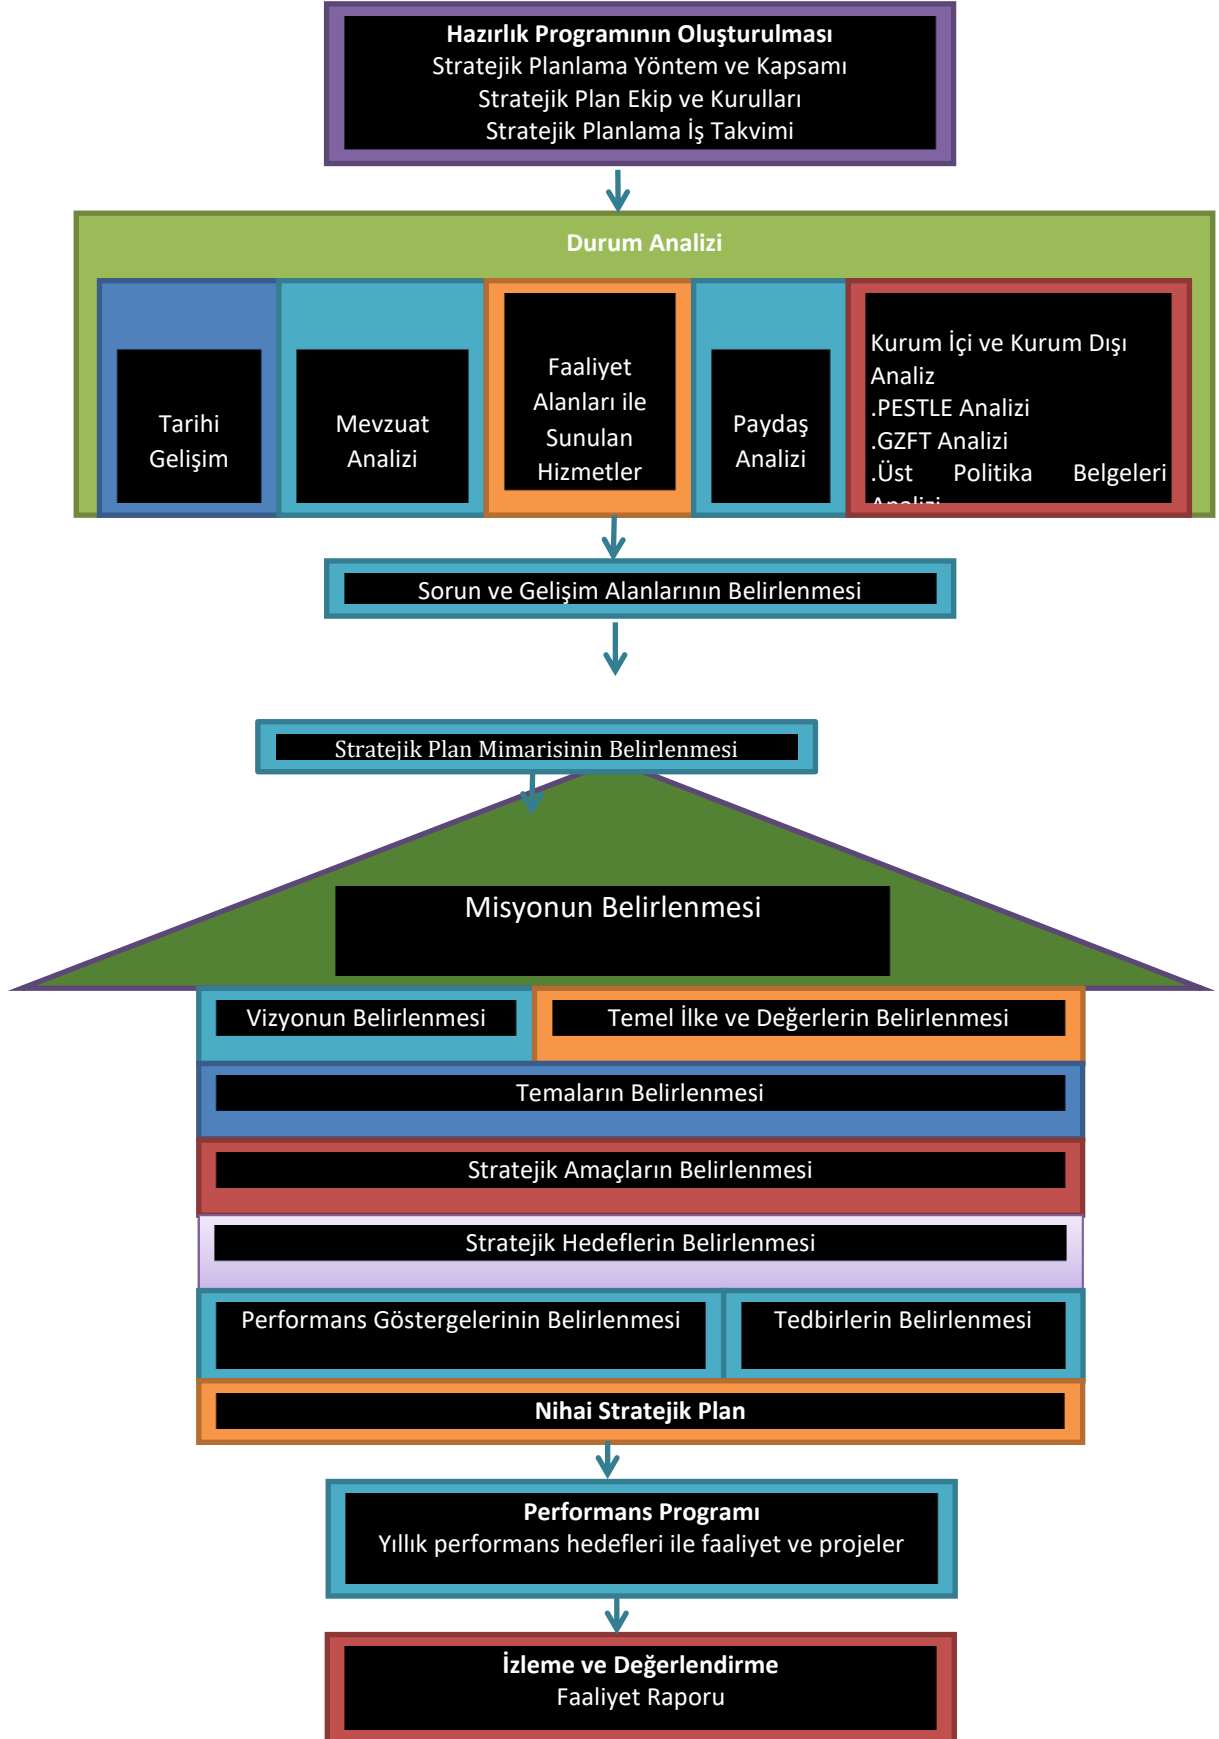 Hazırlık Programının Oluşturulması
Stratejik Planlama Yöntem ve Kapsamı
Stratejik Plan Ekip ve Kurulları
Stratejik Planlama İş Takvimi
Durum Analizi
Tarihi
Gelişim
Mevzuat
Analizi
Faaliyet
Alanları ile
Sunulan
Hizmetler
Paydaş
Analizi
Kurum İçi ve Kurum Dışı
Analiz
.PESTLE Analizi
.GZFT Analizi
.Üst Politika Belgeleri
Analizi
Sorun ve Gelişim Alanlarının Belirlenmesi
Stratejik Plan Mimarisinin Belirlenmesi
Misyonun Belirlenmesi
Vizyonun Belirlenmesi
Temel İlke ve Değerlerin Belirlenmesi
Temaların Belirlenmesi
Stratejik Amaçların Belirlenmesi
Stratejik Hedeflerin Belirlenmesi
Performans Göstergelerinin Belirlenmesi
Tedbirlerin Belirlenmesi
Nihai Stratejik Plan
Performans Programı
Yıllık performans hedefleri ile faaliyet ve projeler
İzleme ve Değerlendirme
Faaliyet Raporu